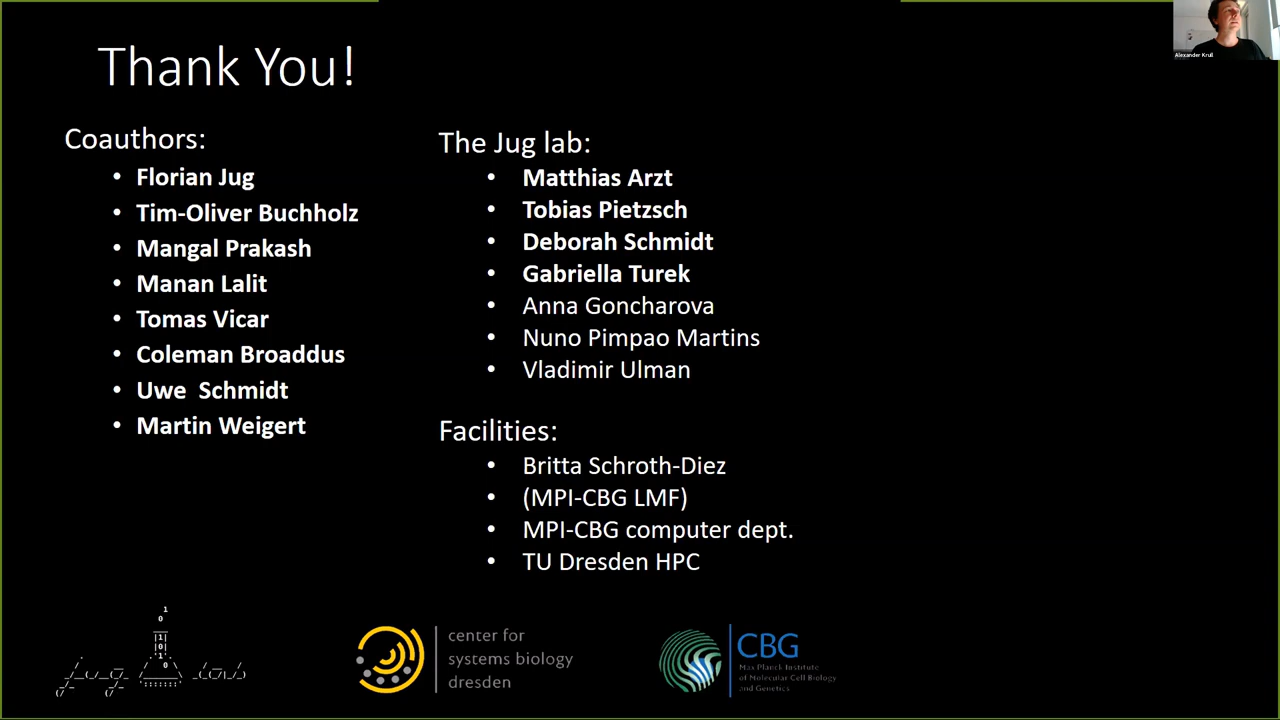 Thank You!
Alexander Krull
Coauthors:
• Florian Jug
• Tim-Oliver Buchholz
• Mangal Prakash
• Manan Lalit
• Tomas Vicar
• Coleman Broaddus
• Uwe  Schmidt
• Martin Weigert
The Jug lab:
• Matthias Arzt
• Tobias Pietzsch
• Deborah Schmidt
• Gabriella Turek
• Anna Goncharova
• Nuno Pimpao Martins
• Vladimir Ulman
Facilities:
• Britta Schroth-Diez
• (MPI-CBG LMF)
• MPI-CBG computer dept.
• TU Dresden HPC
center for
systems biology
dresden
CBG
Max Planck Institute
of Molecular Cell Biology
and Genetics